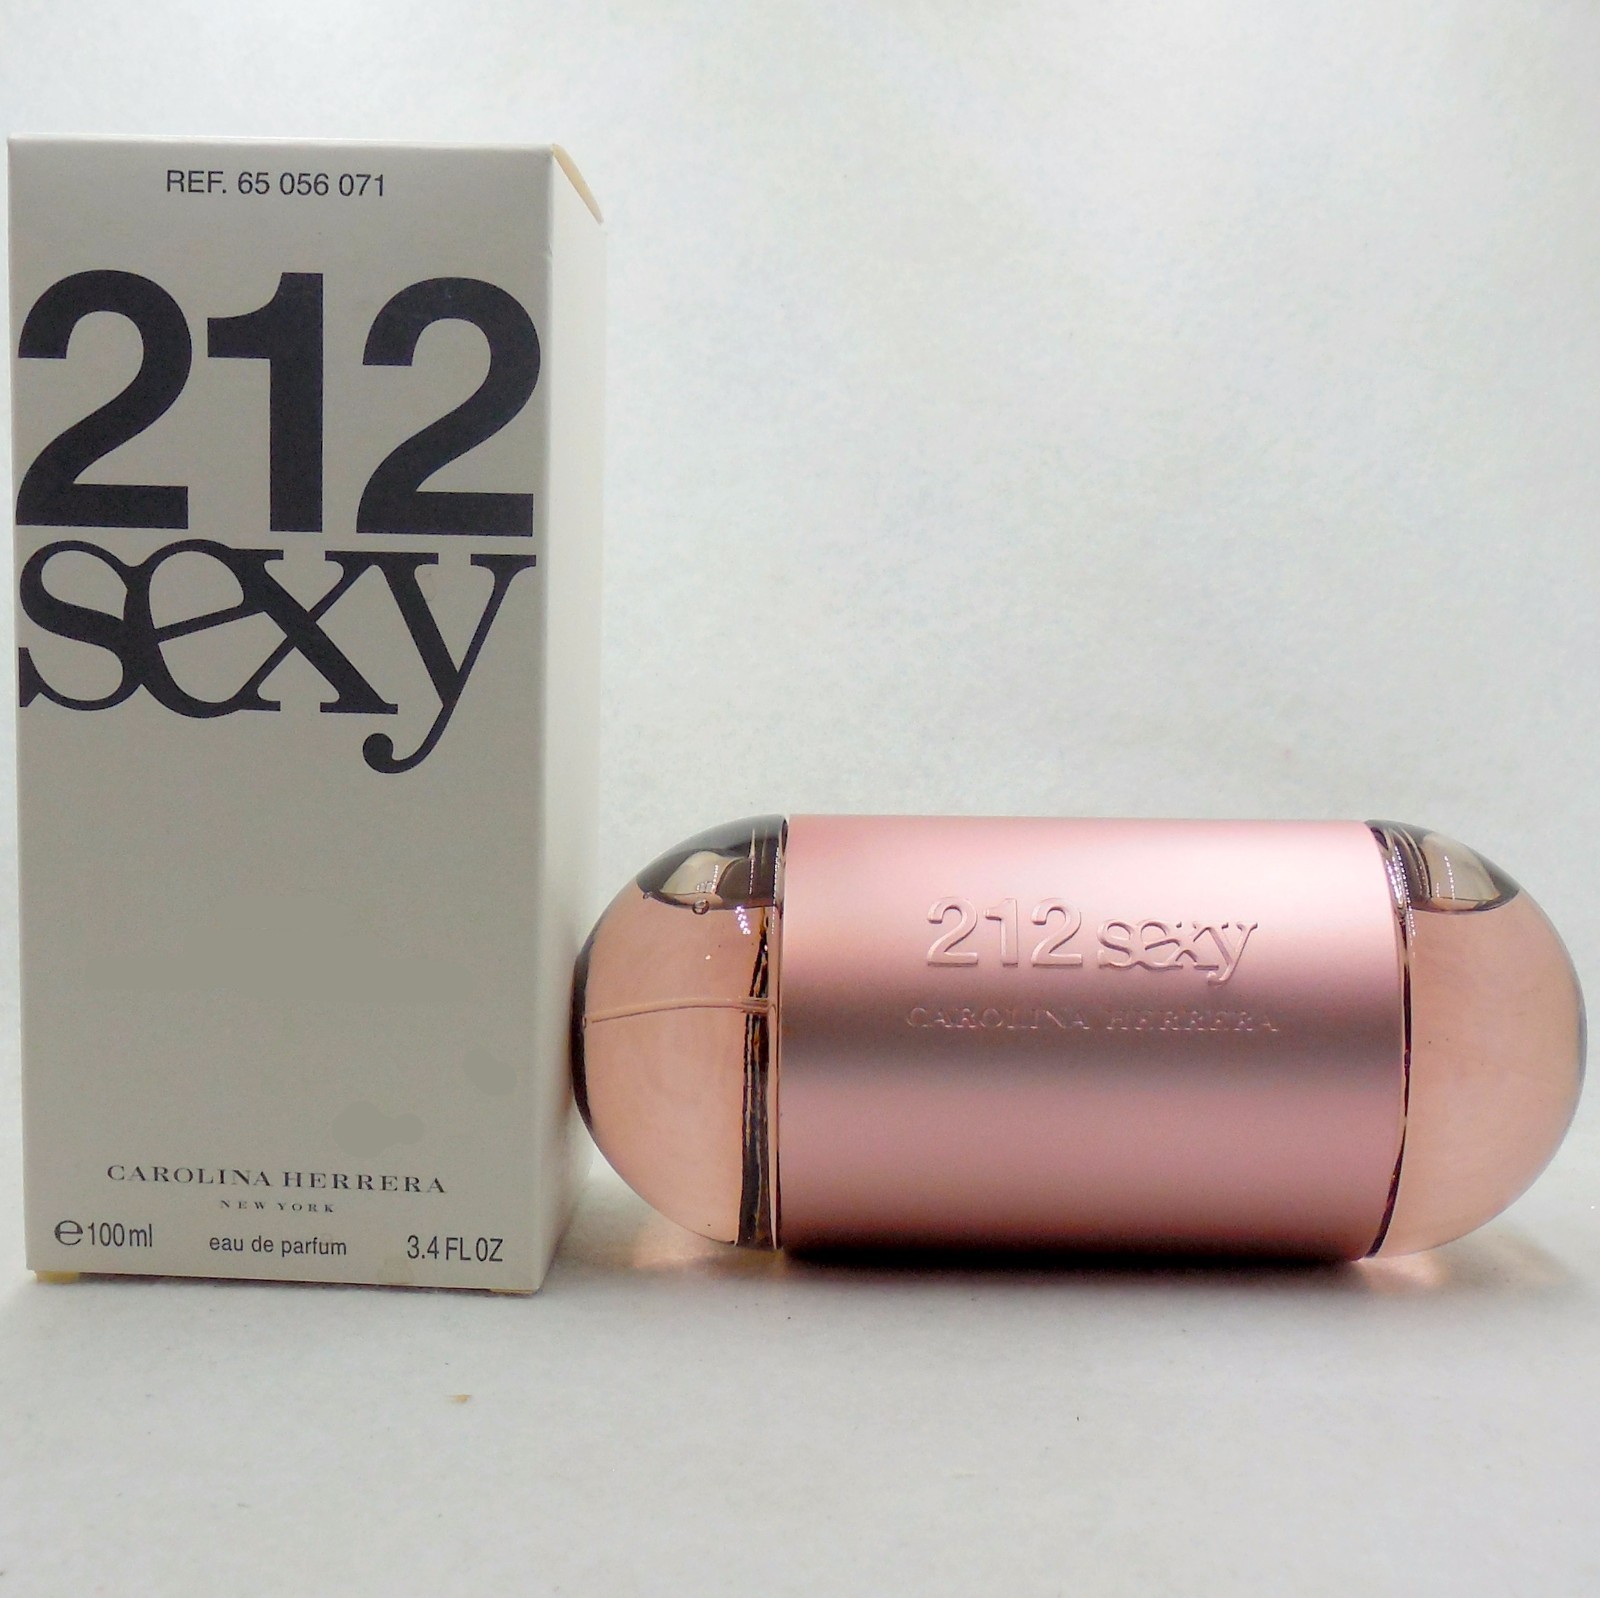 REF. 65 056 071
212
sexy
CAROLINA HERRERA
NEW YORK
e100ml eau de parfum 3.4 FL OZ
212 sexy
CAROLINA HERRERA